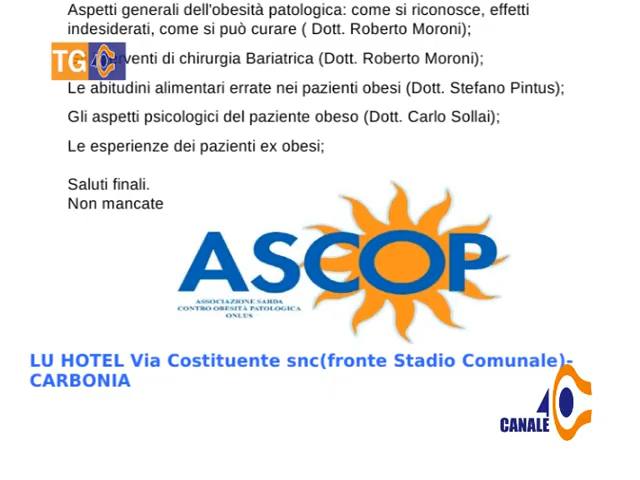 Aspetti generali dell'obesità patologica: come si riconosce, effetti
indesiderati, come si può curare ( Dott. Roberto Moroni);
TG
di chirurgia Bariatrica (Dott. Roberto Moroni);
Le abitudini alimentari errate nei pazienti obesi (Dott. Stefano Pintus);
Gli aspetti psicologici del paziente obeso (Dott. Carlo Sollai);
Le esperienze dei pazienti ex obesi;
Saluti finali.
Non mancate
ASCOP
ASSOCIAZIONE SARDA
CONTRO OBESITÀ PATOLOGICA
ONLUS
LU HOTEL Via Costituente snc(fronte Stadio Comunale)-
CARBONIA
CANALE 40